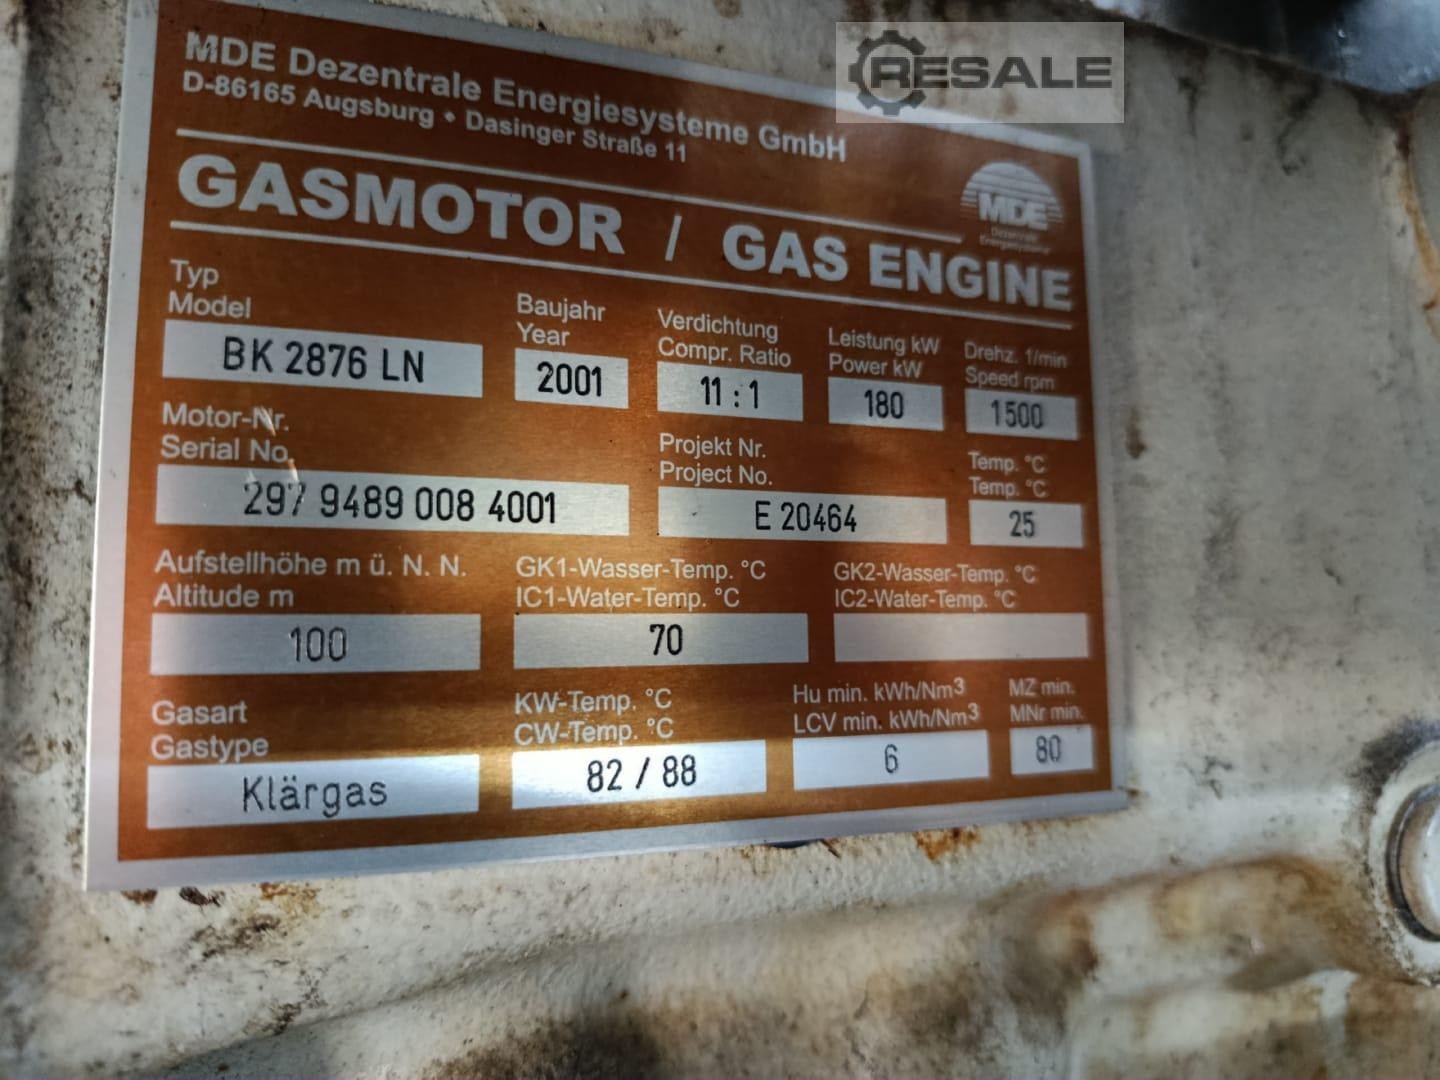 RESALE
MDE Dezentrale Energiesysteme GmbH
D-86165 Augsburg • Dasinger Straße 11
MDE
Dezentrale
Energiesysteme
GASMOTOR / GAS ENGINE
Typ
Model
BK 2876 LN
Baujahr
Year
2001
Verdichtung
Compr. Ratio
11 : 1
Leistung kW
Power kW
180
Drehz. 1/min
Speed rpm
1500
Motor-Nr.
Serial No.
297 9489 008 4001
Projekt Nr.
Project No.
E 20464
Temp. °C
Temp. °C
25
Aufstellhöhe m ü. N. N.
Altitude m
100
GK1-Wasser-Temp. °C
IC1-Water-Temp. °C
70
GK2-Wasser-Temp. °C
IC2-Water-Temp. °C
Gasart
Gastype
Klärgas
KW-Temp. °C
CW-Temp. °C
82 / 88
Hu min. kWh/Nm³
LCV min. kWh/Nm³
6
MZ min.
MNr min.
80